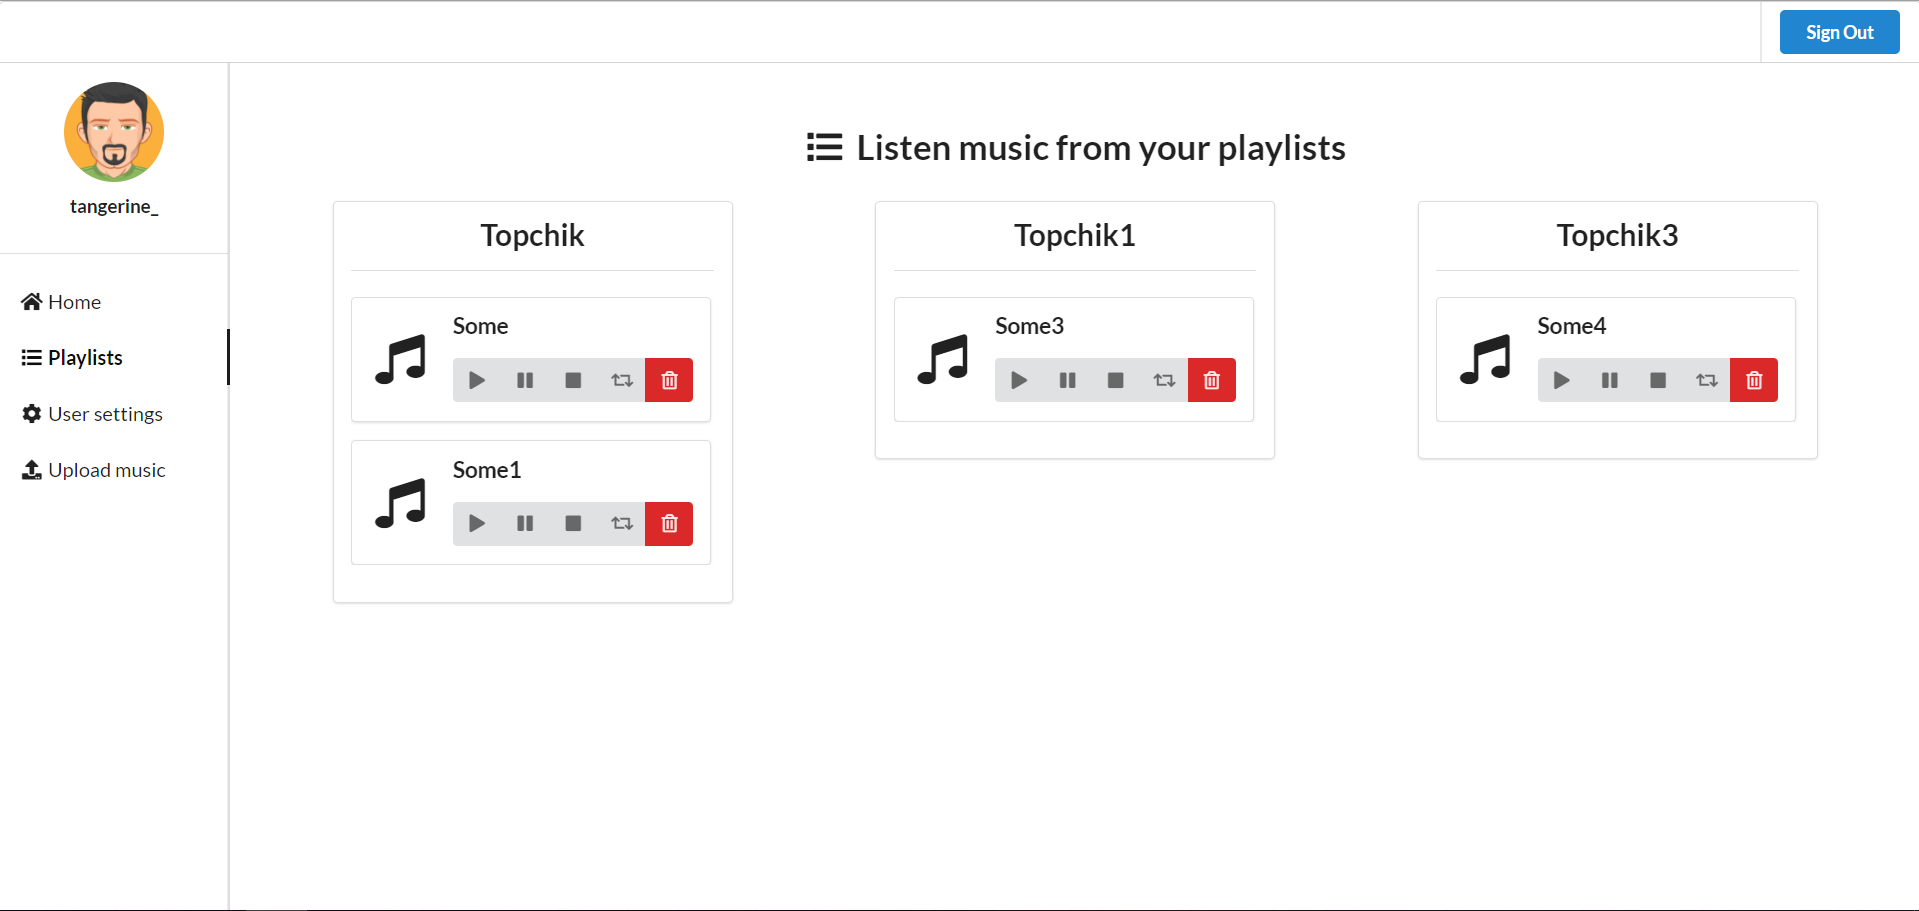 Sign Out
tangerine_
Home
Playlists
User settings
Upload music
Listen music from your playlists
Topchik
Some
Some1
Topchik1
Some3
Topchik3
Some4